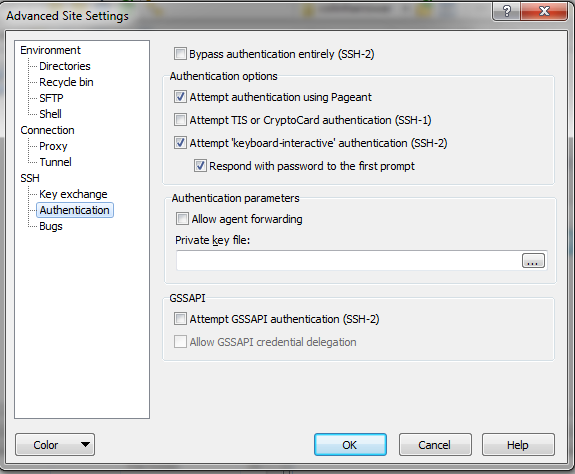 Advanced Site Settings
Environment
Directories
Recycle bin
SFTP
Shell
Connection
Proxy
Tunnel
SSH
Key exchange
Authentication
Bugs
Bypass authentication entirely (SSH-2)
Authentication options
Attempt authentication using Pageant
Attempt TIS or CryptoCard authentication (SSH-1)
Attempt 'keyboard-interactive' authentication (SSH-2)
Respond with password to the first prompt
Authentication parameters
Allow agent forwarding
Private key file:
...
GSSAPI
Attempt GSSAPI authentication (SSH-2)
Allow GSSAPI credential delegation
Color
OK
Cancel
Help